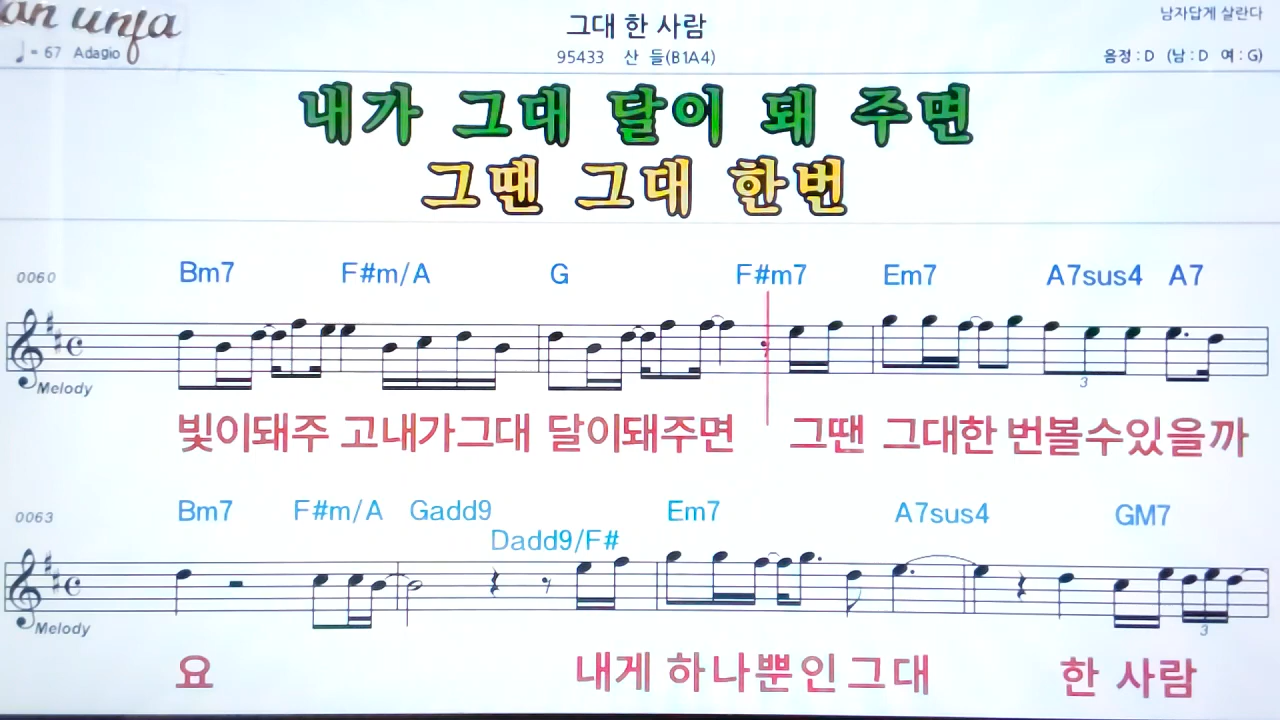 an unfa
그대 한 사람
남자답게 살란다
♩= 67 Adagio
95433 산 들(B1A4)
음정 : D (남 : D 여 : G)
내가 그대 달이 돼 주면
그땐 그대 한번
0060 Bm7 F#m/A G F#m7 Em7 A7sus4 A7
3
Melody
빛이돼주 고내가그대 달이돼주면 그땐 그대한 번볼수있을까
0063 Bm7 F#m/A Gadd9 Em7 A7sus4 GM7
Dadd9/F#
Melody
3
요 내게 하나뿐인그대 한 사람